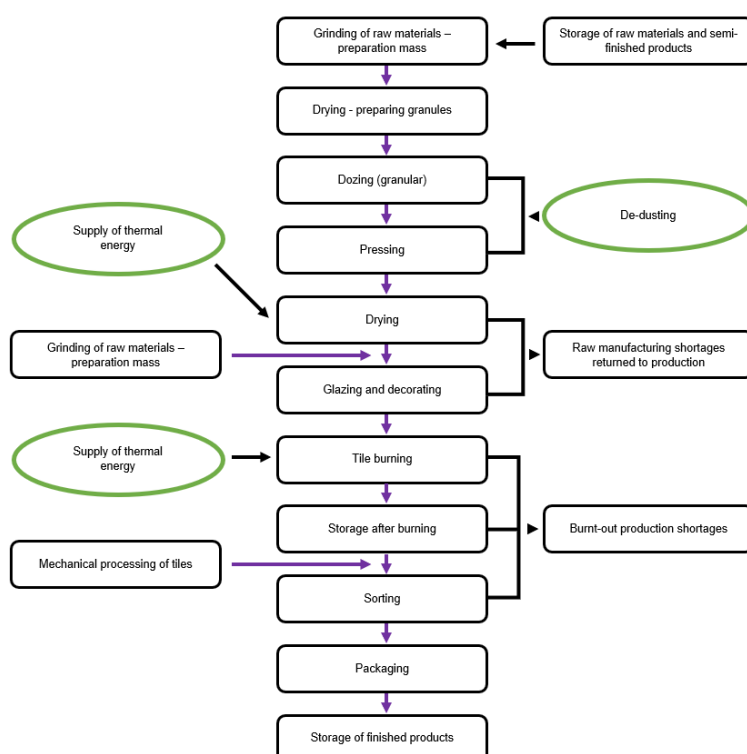 Grinding of raw materials –
preparation mass
Storage of raw materials and semi-
finished products
Drying - preparing granules
Dozing (granular)
De-dusting
Supply of thermal
energy
Pressing
Drying
Grinding of raw materials –
preparation mass
Raw manufacturing shortages
returned to production
Glazing and decorating
Supply of thermal
energy
Tile burning
Storage after burning
Burnt-out production shortages
Mechanical processing of tiles
Sorting
Packaging
Storage of finished products